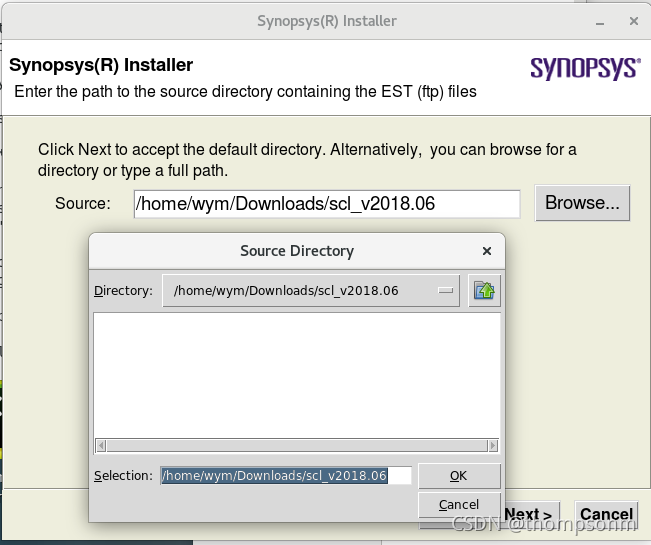 Synopsys(R) Installer
Synopsys(R) Installer
SYNOPSYS®
Enter the path to the source directory containing the EST (ftp) files
Click Next to accept the default directory. Alternatively, you can browse for a
directory or type a full path.
Source: /home/wym/Downloads/scl_v2018.06 Browse...
Source Directory
Directory: /home/wym/Downloads/scl_v2018.06
Selection: /home/wym/Downloads/scl_v2018.06 OK
Cancel
Next > Cancel
CSDN @thompsonm